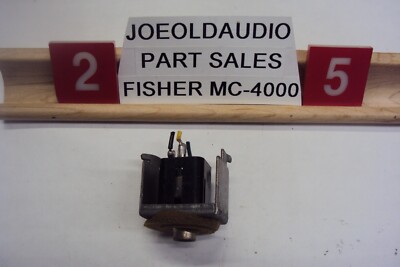 JOEOLDAUDIO
PART SALES
FISHER MC-4000
2
5